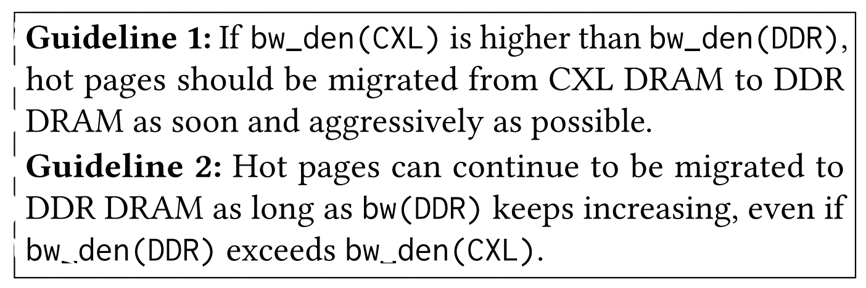 Guideline 1: If bw_den(CXL) is higher than bw_den(DDR),
hot pages should be migrated from CXL DRAM to DDR
DRAM as soon and aggressively as possible.
Guideline 2: Hot pages can continue to be migrated to
DDR DRAM as long as bw(DDR) keeps increasing, even if
bw_den(DDR) exceeds bw_den(CXL).